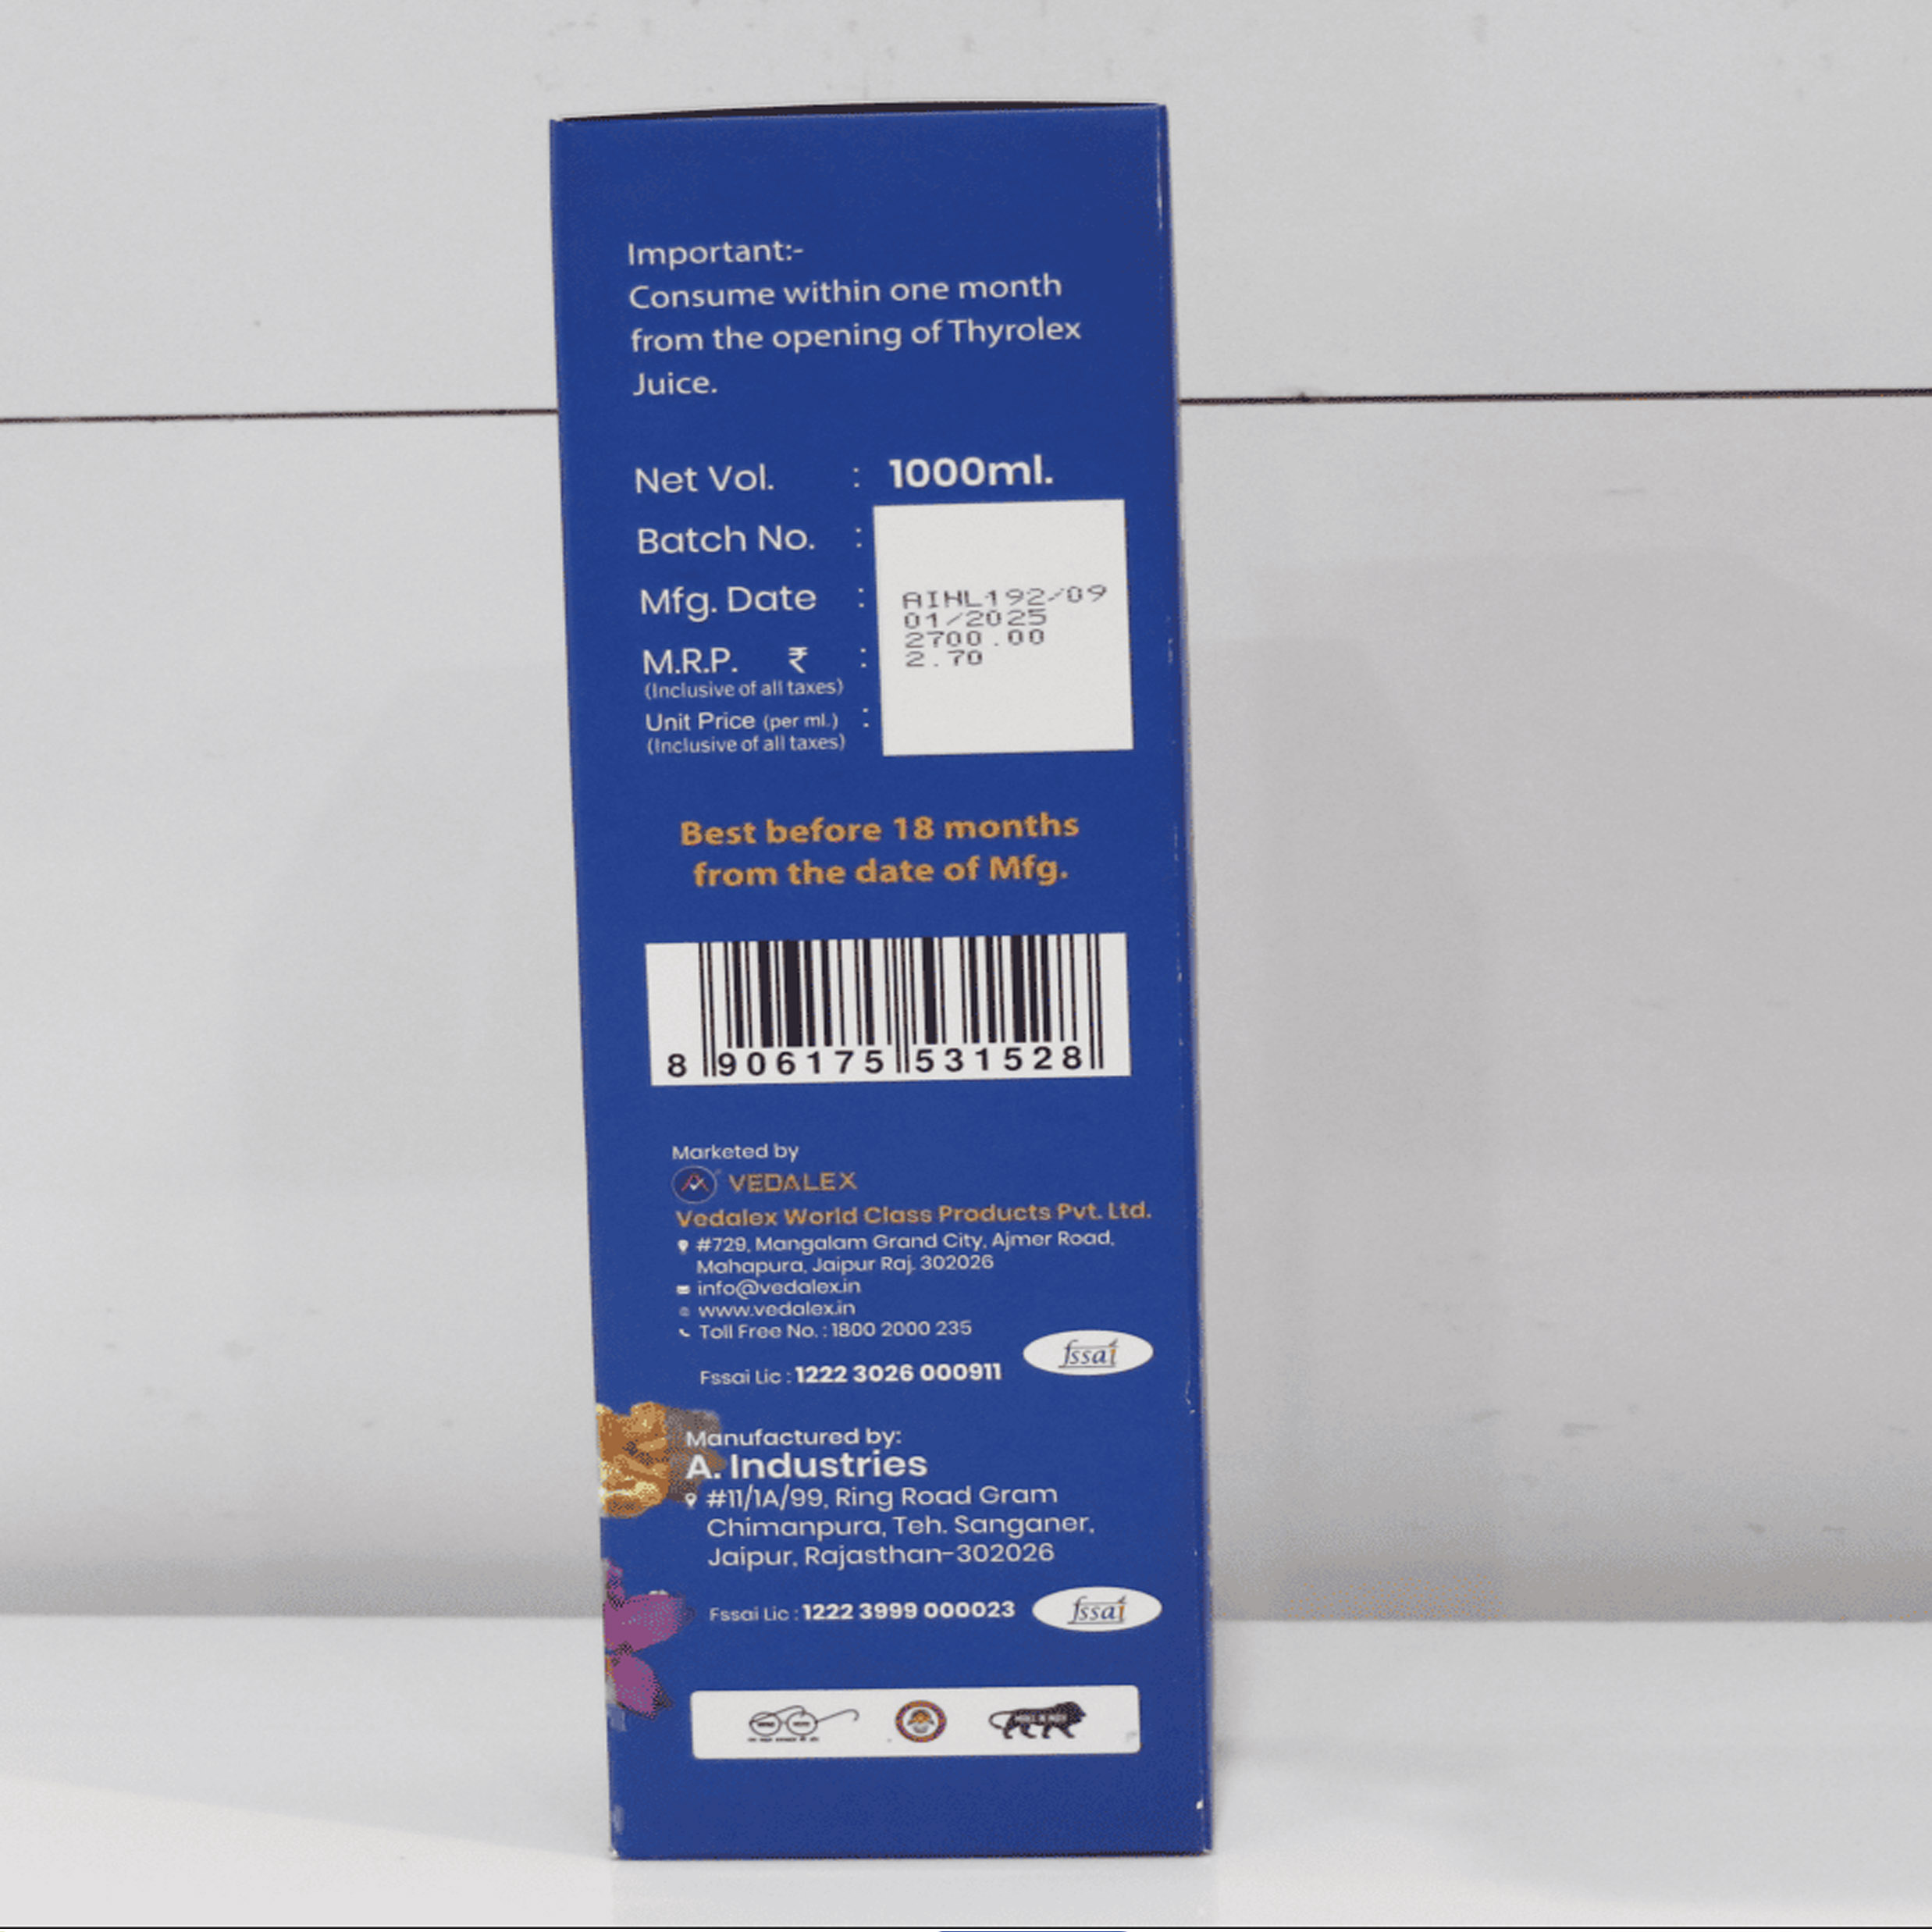 Important:-
Consume within one month
from the opening of Thyrolex
Juice.
Net Vol. : 1000ml.
Batch No. :
Mfg. Date :
M.R.P. ₹ :
(Inclusive of all taxes)
Unit Price (per ml.) :
(Inclusive of all taxes)
AIHL192/09
01/2025
2700.00
2.70
Best before 18 months
from the date of Mfg.
8 906175 531528
Marketed by
VEDALEX
Vedalex World Class Products Pvt. Ltd.
#729, Mangalam Grand City, Ajmer Road,
Mahapura, Jaipur Raj. 302026
info@vedalex.in
www.vedalex.in
Toll Free No. : 1800 2000 235
fssai
Fssai Lic : 1222 3026 000911
Manufactured by:
A. Industries
#11/1A/99, Ring Road Gram
Chimanpura, Teh. Sanganer,
Jaipur, Rajasthan-302026
Fssai Lic : 1222 3999 000023
fssai
MAKE IN INDIA